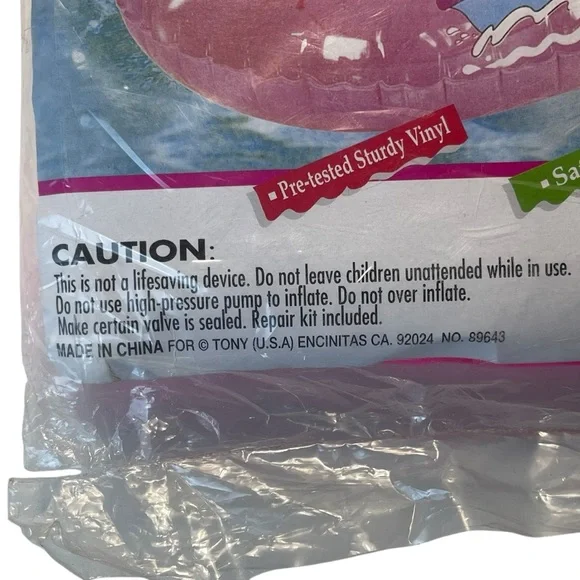 ▪ Pre-tested Sturdy Vinyl
▪ Sa
CAUTION:
This is not a lifesaving device. Do not leave children unattended while in use.
Do not use high-pressure pump to inflate. Do not over inflate.
Make certain valve is sealed. Repair kit included.
MADE IN CHINA FOR © TONY (U.S.A) ENCINITAS CA. 92024 NO. 89643